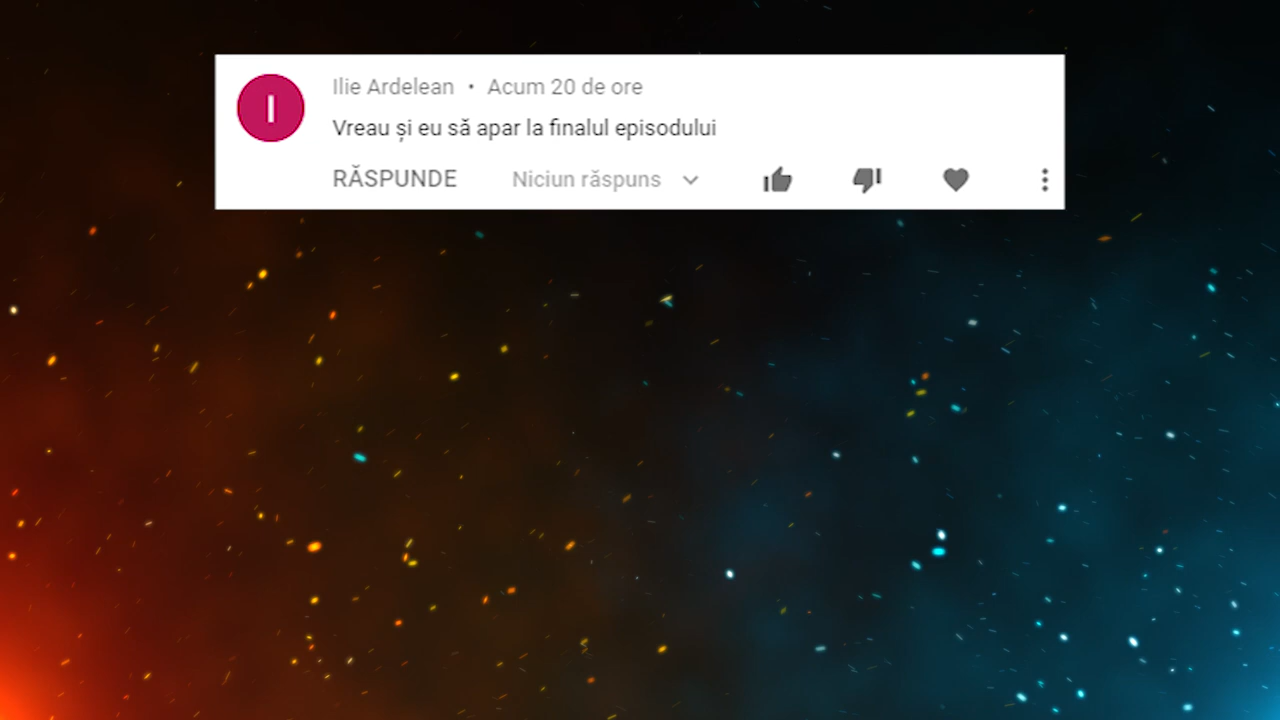 I
Ilie Ardelean • Acum 20 de ore
Vreau și eu să apar la finalul episodului
RĂSPUNDE Niciun răspuns